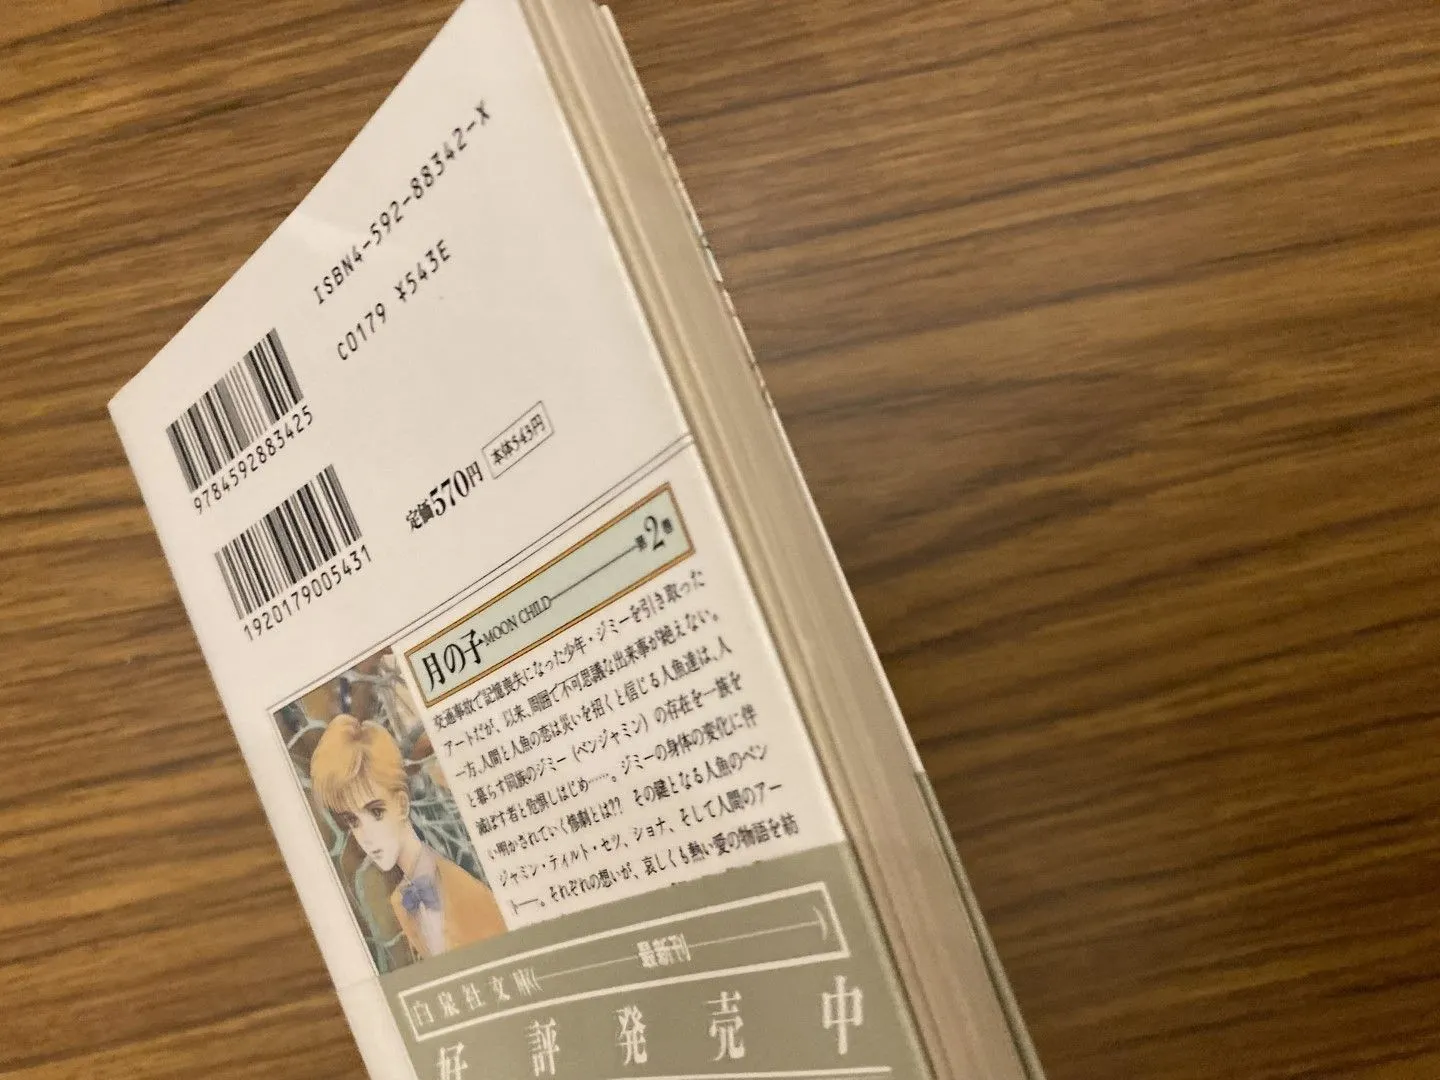 ISBN4-592-88342-X
C0179 ¥543E
9784592883425
1920179005431
定価570円 本体543円
月の子MOON CHILD 第2巻
交通事故で記憶喪失になった少年・ジミーを引き取った
アートだが、以来、周囲で不可思議な出来事が絶えない。
一方、人間と人魚の恋は災いを招くと信じる人魚達は、人
と暮らす同族のジミー（ベンジャミン）の存在を一族を
滅ぼす者と危惧しはじめ……。ジミーの身体の変化に伴
い明かされていく惨劇とは?? その鍵となる人魚のベン
ジャミン・ティルト・セツ、ショナ、そして人間のアー
ト―。それぞれの想いが、哀しくも熱い愛の物語を紡
白泉社文庫 最新刊
好評発売中